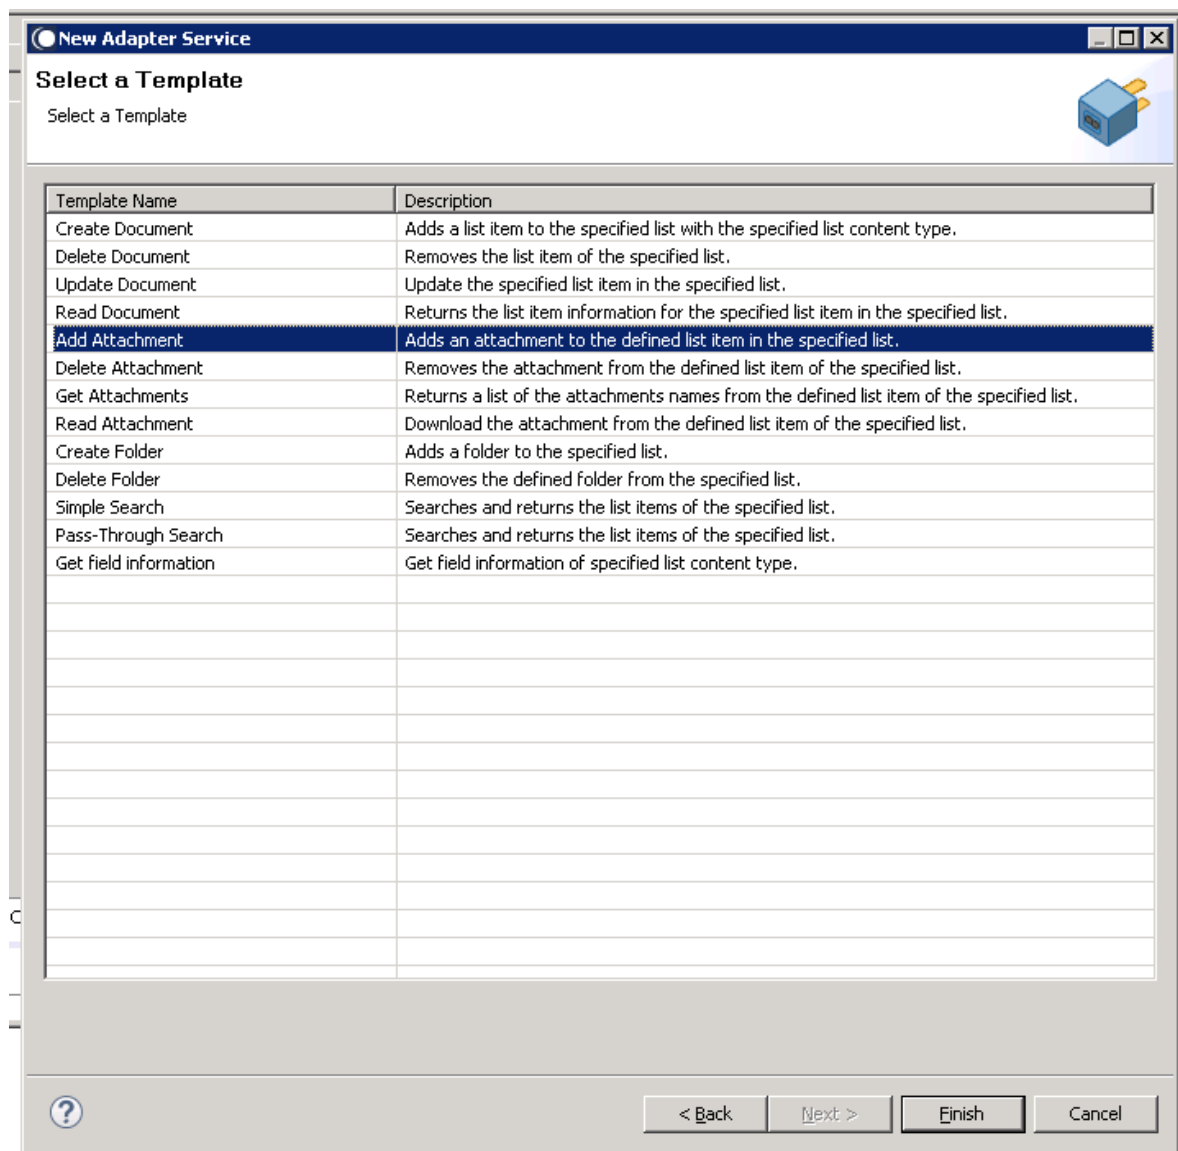 New Adapter Service
Select a Template
Select a Template
Template Name Description
Create Document Adds a list item to the specified list with the specified list content type.
Delete Document Removes the list item of the specified list.
Update Document Update the specified list item in the specified list.
Read Document Returns the list item information for the specified list item in the specified list.
Add Attachment Adds an attachment to the defined list item in the specified list.
Delete Attachment Removes the attachment from the defined list item of the specified list.
Get Attachments Returns a list of the attachments names from the defined list item of the specified list.
Read Attachment Download the attachment from the defined list item of the specified list.
Create Folder Adds a folder to the specified list.
Delete Folder Removes the defined folder from the specified list.
Simple Search Searches and returns the list items of the specified list.
Pass-Through Search Searches and returns the list items of the specified list.
Get field information Get field information of specified list content type.
? < Back Next > Finish Cancel